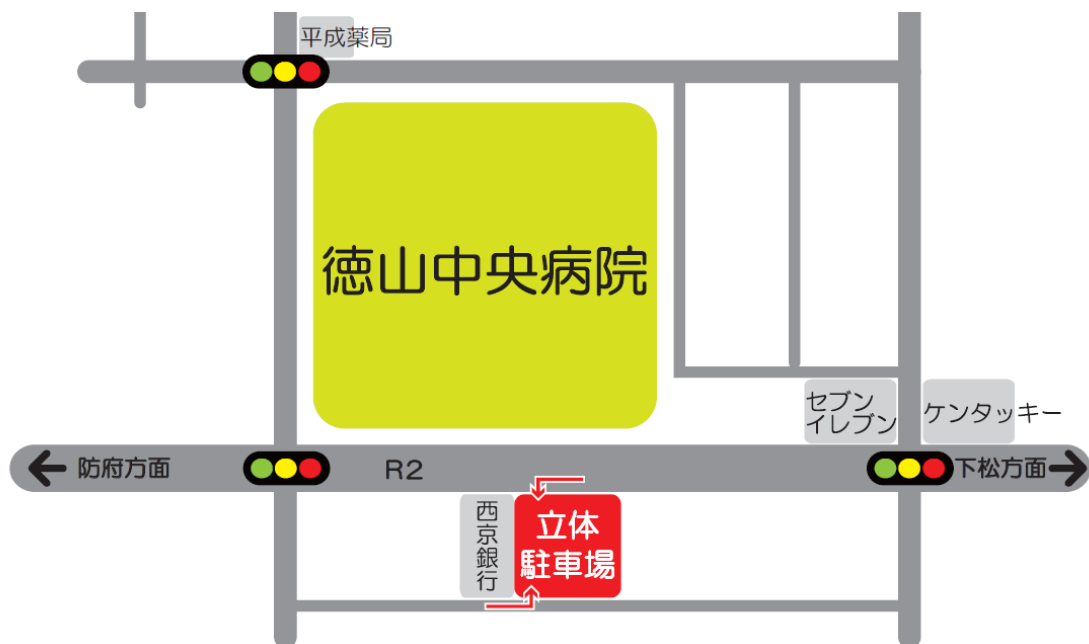 平成薬局
徳山中央病院
セブン
イレブン
ケンタッキー
防府方面
R2
下松方面
西京銀行
立体
駐車場